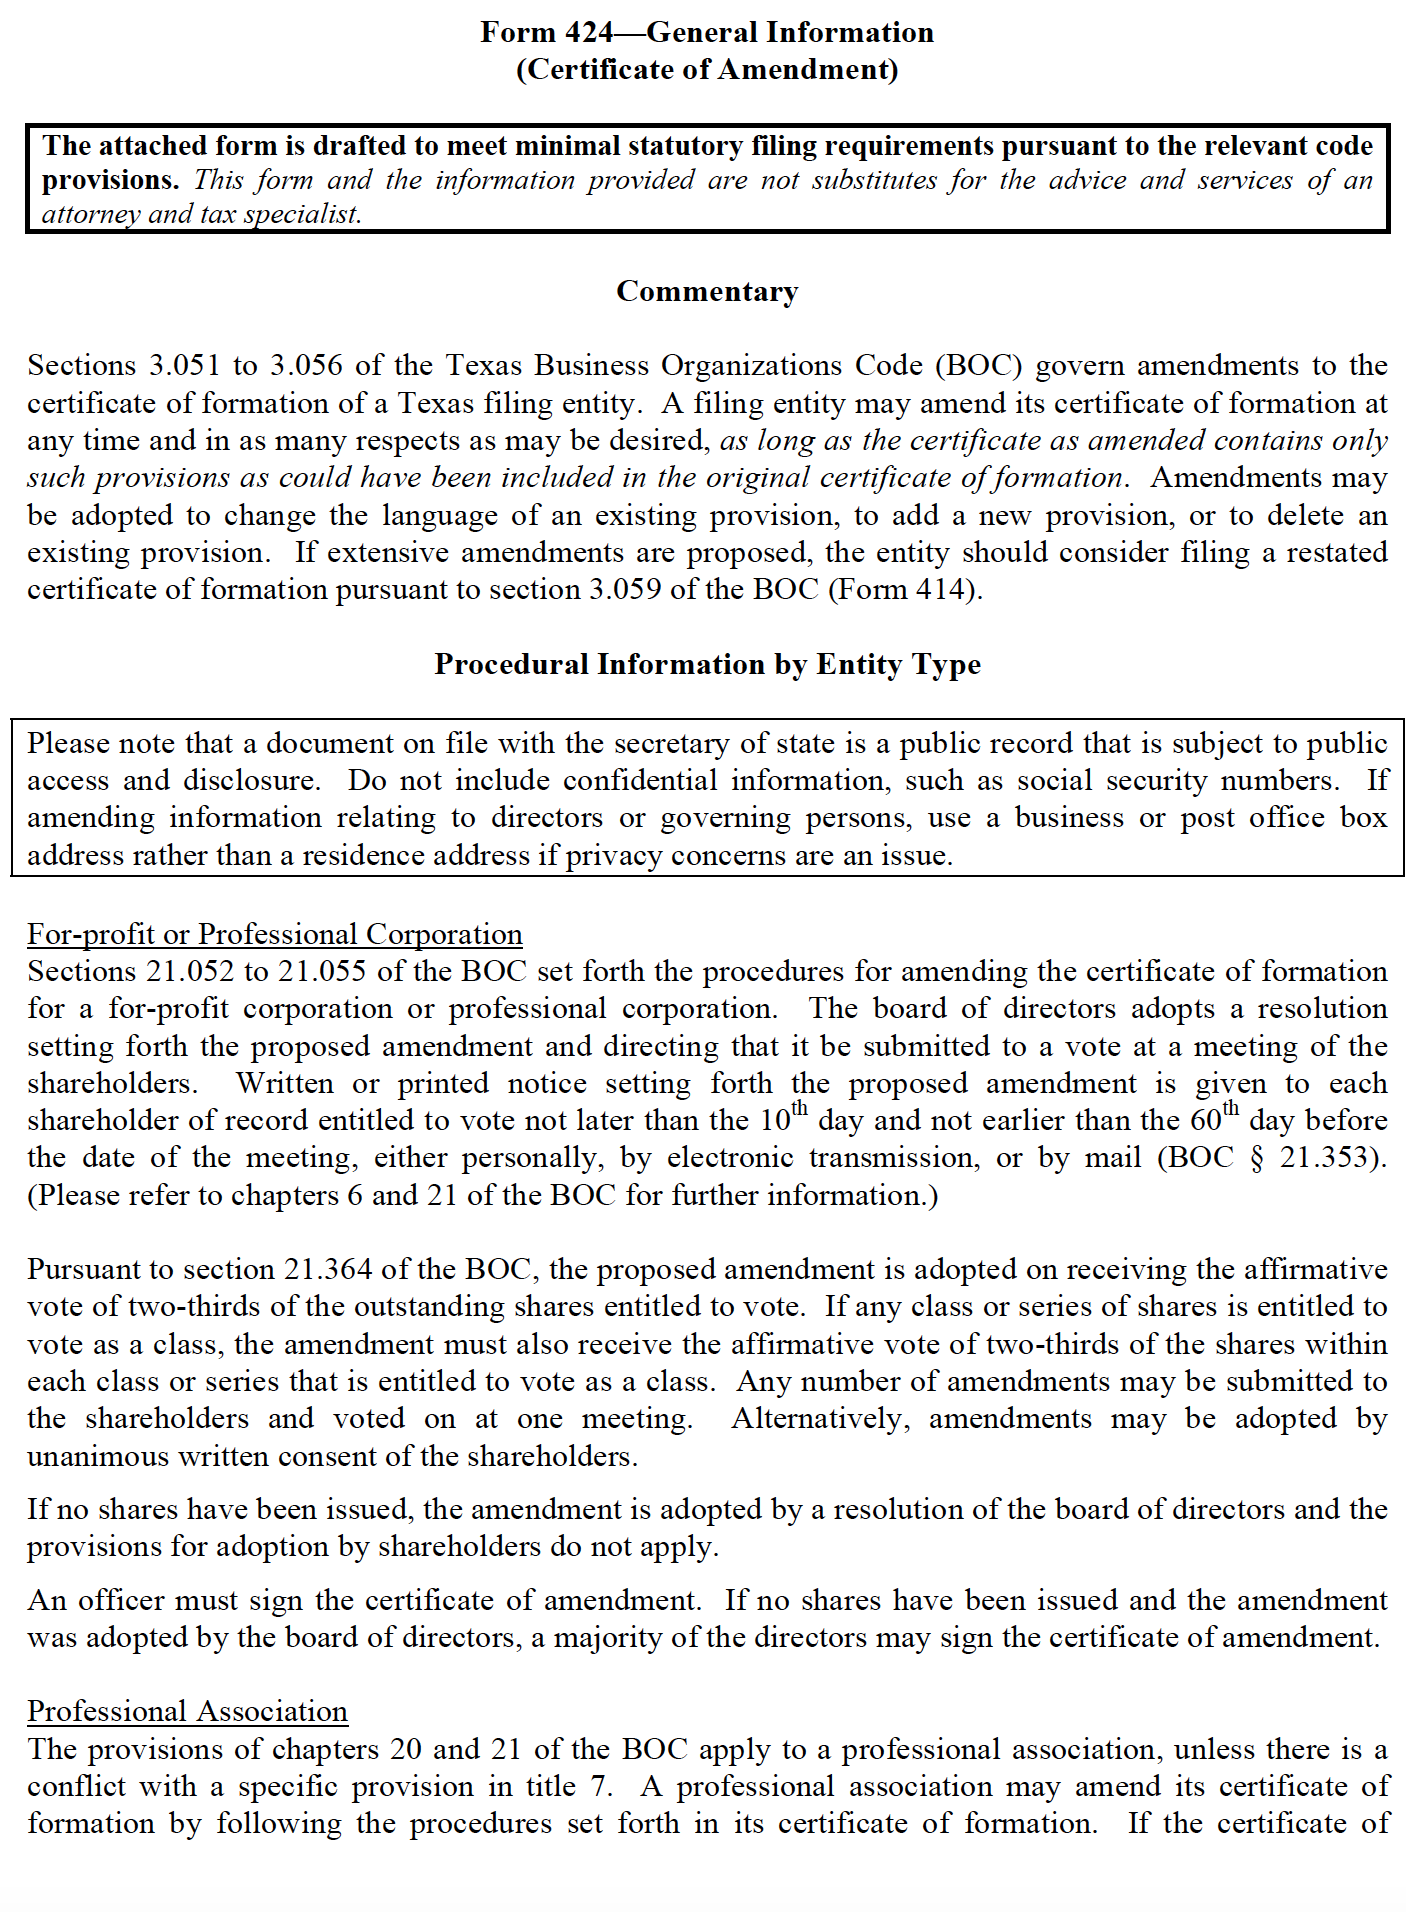 Form 424—General Information
(Certificate of Amendment)
The attached form is drafted to meet minimal statutory filing requirements pursuant to the relevant code
provisions. This form and the information provided are not substitutes for the advice and services of an
attorney and tax specialist.
Commentary
Sections 3.051 to 3.056 of the Texas Business Organizations Code (BOC) govern amendments to the
certificate of formation of a Texas filing entity. A filing entity may amend its certificate of formation at
any time and in as many respects as may be desired, as long as the certificate as amended contains only
such provisions as could have been included in the original certificate of formation. Amendments may
be adopted to change the language of an existing provision, to add a new provision, or to delete an
existing provision. If extensive amendments are proposed, the entity should consider filing a restated
certificate of formation pursuant to section 3.059 of the BOC (Form 414).
Procedural Information by Entity Type
Please note that a document on file with the secretary of state is a public record that is subject to public
access and disclosure. Do not include confidential information, such as social security numbers. If
amending information relating to directors or governing persons, use a business or post office box
address rather than a residence address if privacy concerns are an issue.
For-profit or Professional Corporation
Sections 21.052 to 21.055 of the BOC set forth the procedures for amending the certificate of formation
for a for-profit corporation or professional corporation. The board of directors adopts a resolution
setting forth the proposed amendment and directing that it be submitted to a vote at a meeting of the
shareholders. Written or printed notice setting forth the proposed amendment is given to each
shareholder of record entitled to vote not later than the 10th day and not earlier than the 60th day before
the date of the meeting, either personally, by electronic transmission, or by mail (BOC § 21.353).
(Please refer to chapters 6 and 21 of the BOC for further information.)
Pursuant to section 21.364 of the BOC, the proposed amendment is adopted on receiving the affirmative
vote of two-thirds of the outstanding shares entitled to vote. If any class or series of shares is entitled to
vote as a class, the amendment must also receive the affirmative vote of two-thirds of the shares within
each class or series that is entitled to vote as a class. Any number of amendments may be submitted to
the shareholders and voted on at one meeting. Alternatively, amendments may be adopted by
unanimous written consent of the shareholders.
If no shares have been issued, the amendment is adopted by a resolution of the board of directors and the
provisions for adoption by shareholders do not apply.
An officer must sign the certificate of amendment. If no shares have been issued and the amendment
was adopted by the board of directors, a majority of the directors may sign the certificate of amendment.
Professional Association
The provisions of chapters 20 and 21 of the BOC apply to a professional association, unless there is a
conflict with a specific provision in title 7. A professional association may amend its certificate of
formation by following the procedures set forth in its certificate of formation. If the certificate of